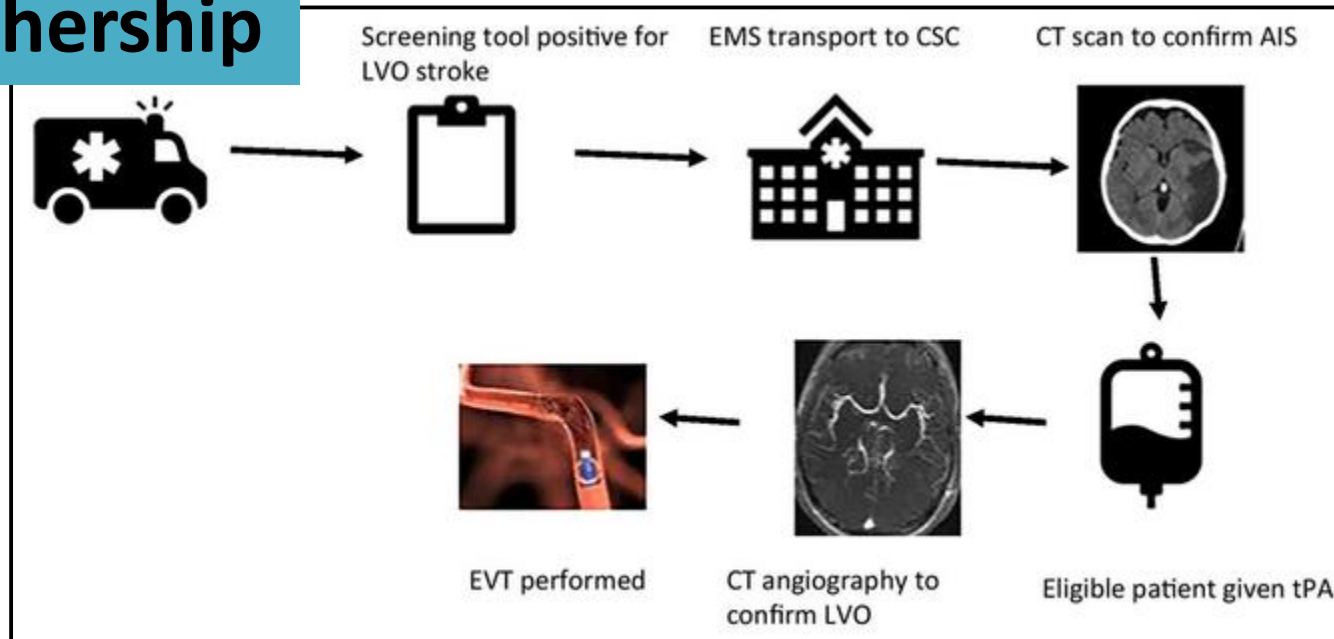 hership
Screening tool positive for
LVO stroke
EMS transport to CSC
CT scan to confirm AIS
EVT performed
CT angiography to
confirm LVO
Eligible patient given tPA